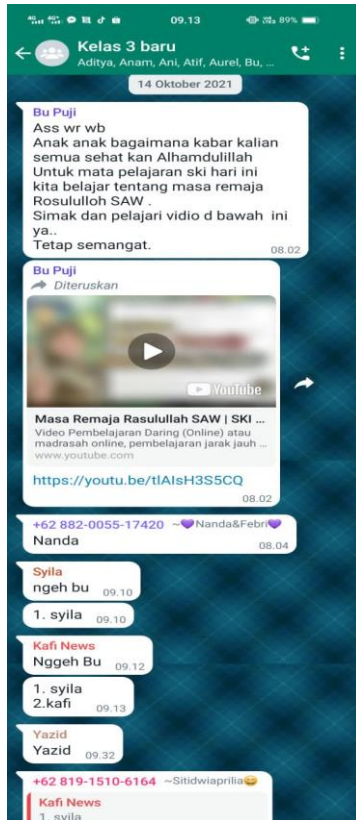 09.13
89%
Kelas 3 baru
Aditya, Anam, Ani, Atif, Aurel, Bu, ...
14 Oktober 2021
Bu Puji
Ass wr wb
Anak anak bagaimana kabar kalian
semua sehat kan Alhamdulillah
Untuk mata pelajaran ski hari ini
kita belajar tentang masa remaja
Rosululloh SAW .
Simak dan pelajari vidio d bawah ini
ya..
Tetap semangat.
08.02
Bu Puji
Diteruskan
YouTube
Masa Remaja Rasulullah SAW | SKI ...
Video Pembelajaran Daring (Online) atau
madrasah online, pembelajaran jarak jauh ...
www.youtube.com
https://youtu.be/tlAIsH3S5CQ
08.02
+62 882-0055-17420 ~💜Nanda&Febri💜
Nanda
08.04
Syila
ngeh bu 09.10
1. syila 09.10
Kafi News
Nggeh Bu 09.12
1. syila
2.kafi 09.13
Yazid
Yazid 09.32
+62 819-1510-6164 ~Sitidwiaprilia😄
Kafi News
1. syila